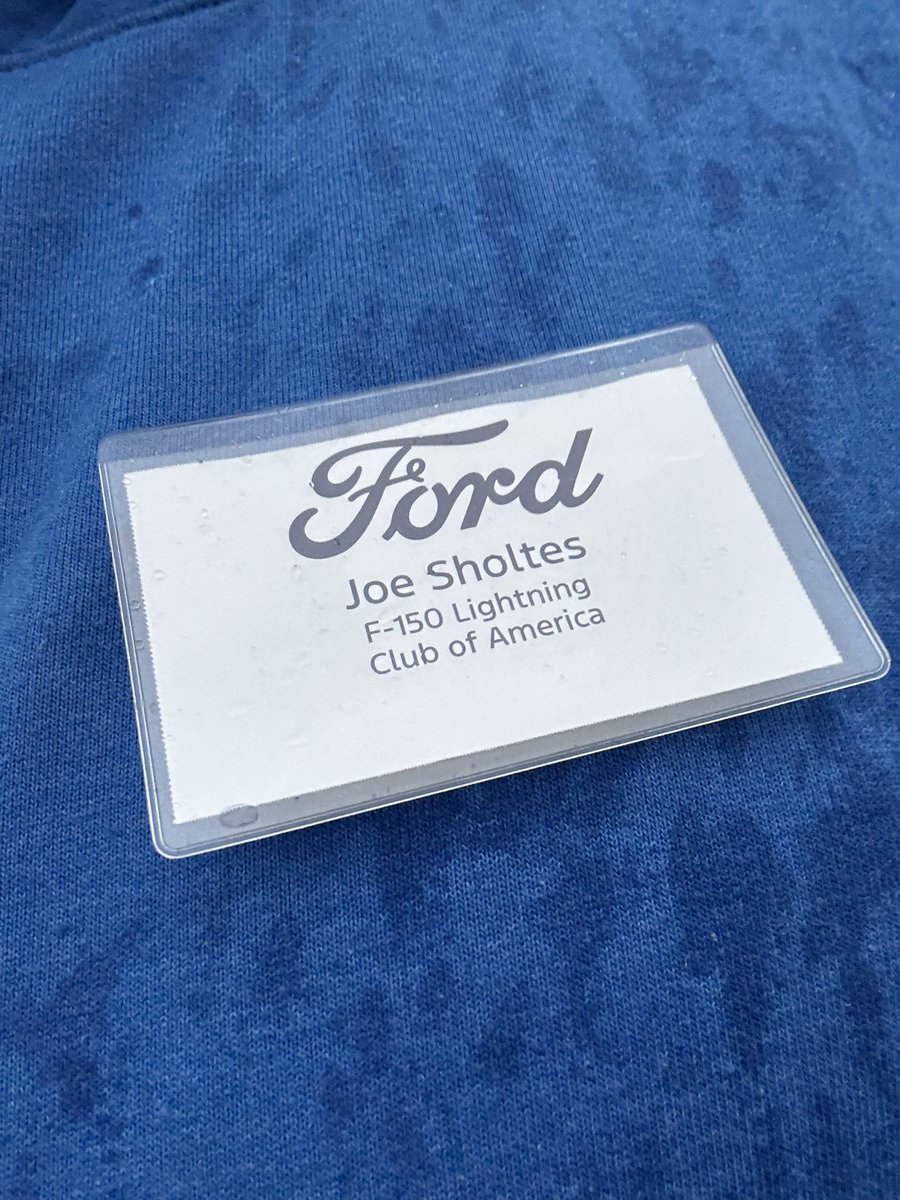 Ford
Joe Sholtes
F-150 Lightning
Club of America